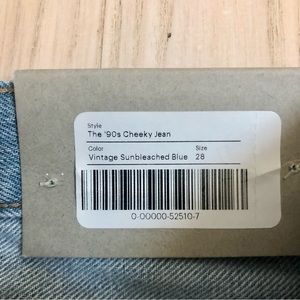 Style
The '90s Cheeky Jean
Color Size
Vintage Sunbleached Blue 28
0-00000-52510-7